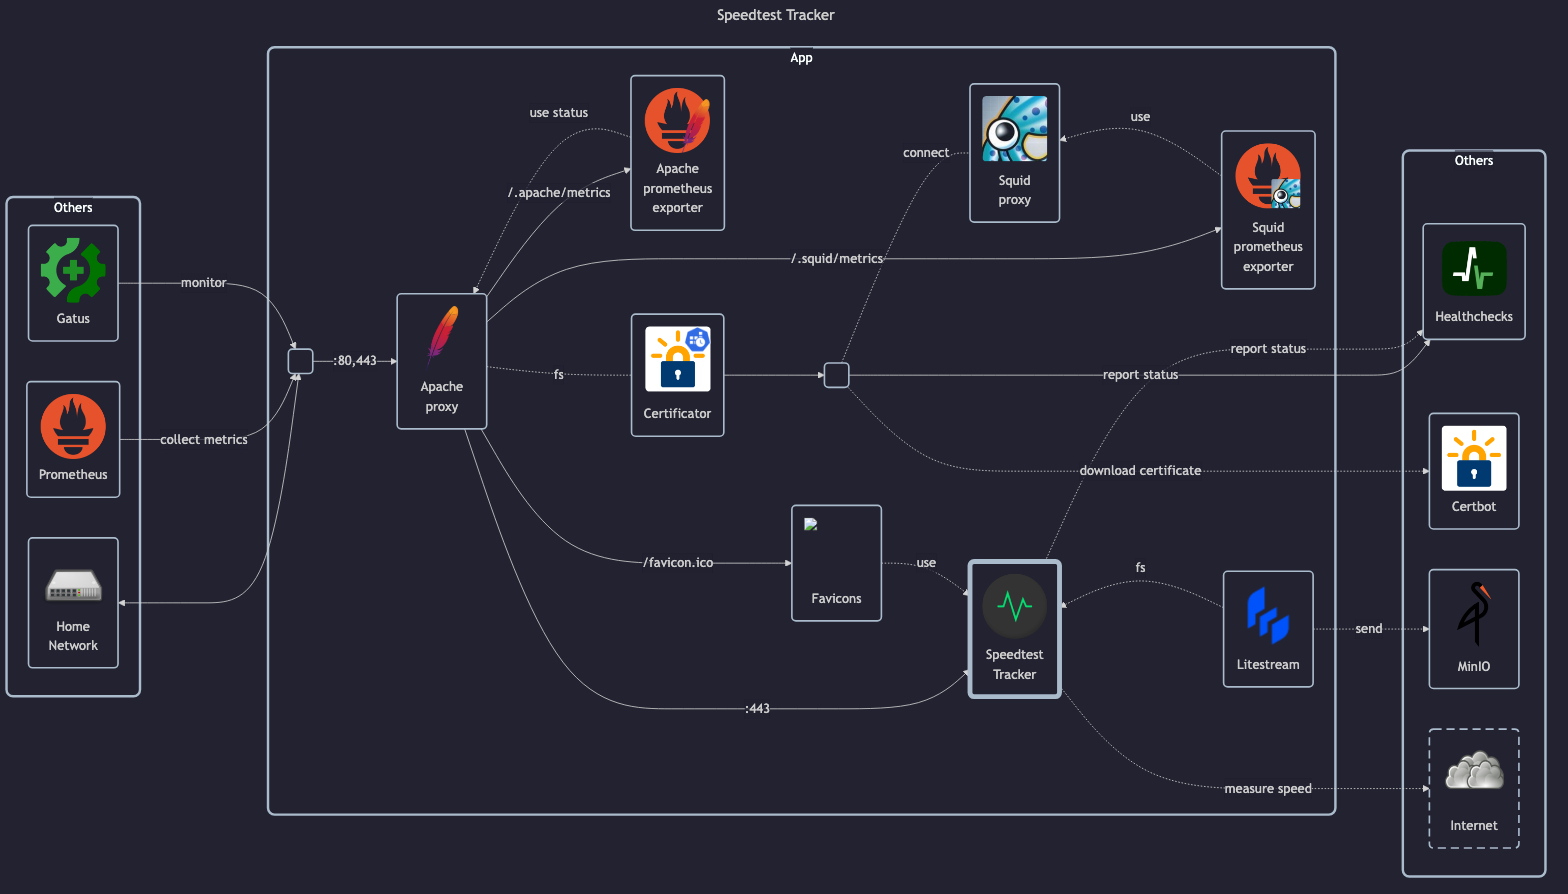 Speedtest Tracker
App
Others
Gatus
Prometheus
Home
Network
monitor
collect metrics
:80,443
Apache
proxy
use status
/.apache/metrics
Apache
prometheus
exporter
/.squid/metrics
connect
Squid
proxy
use
Squid
prometheus
exporter
fs
Certificator
report status
report status
download certificate
/favicon.ico
Favicons
use
:443
Speedtest
Tracker
fs
Litestream
send
measure speed
Others
Healthchecks
Certbot
MinIO
Internet